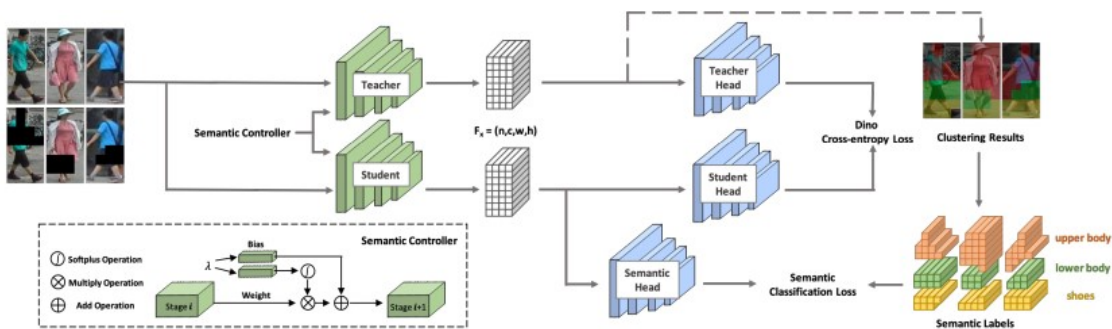 Teacher
Teacher
Head
Semantic Controller
Fₓ = (n,c,w,h)
Dino
Cross-entropy Loss
Clustering Results
Student
Student
Head
Semantic Controller
Bias
Softplus Operation
λ
Multiply Operation
Weight
Add Operation
Stage i
Stage i+1
Semantic
Head
Semantic
Classification Loss
upper body
lower body
shoes
Semantic Labels